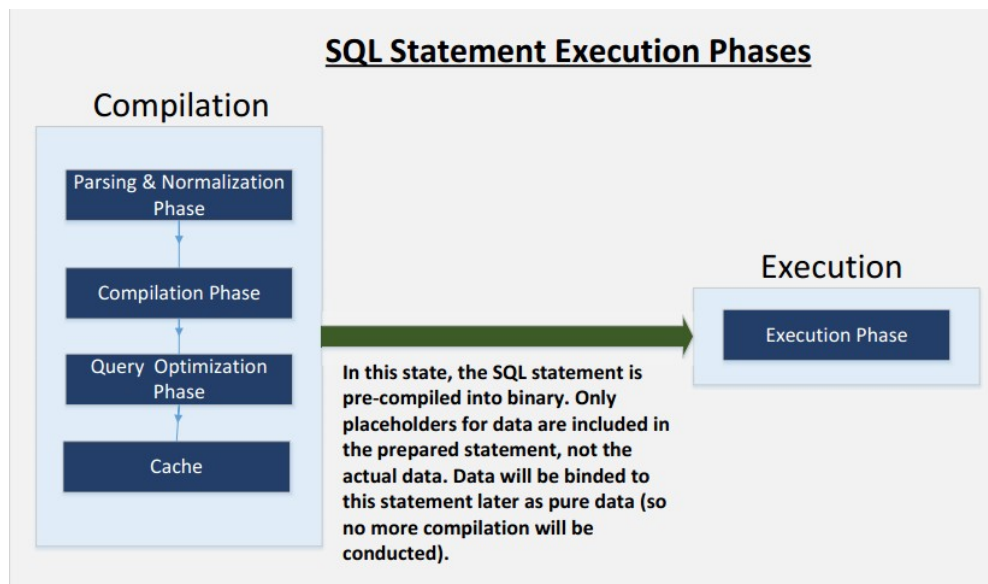 SQL Statement Execution Phases
Compilation
Parsing & Normalization
Phase
Compilation Phase
Query Optimization
Phase
Cache
In this state, the SQL statement is
pre-compiled into binary. Only
placeholders for data are included in
the prepared statement, not the
actual data. Data will be binded to
this statement later as pure data (so
no more compilation will be
conducted).
Execution
Execution Phase